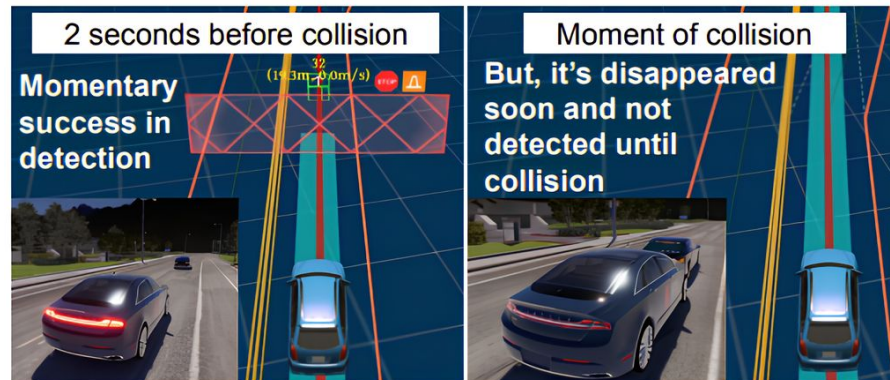 2 seconds before collision
Momentary
success in
detection
32
(19.3m, 0.0m/s)
STOP
Moment of collision
But, it's disappeared
soon and not
detected until
collision